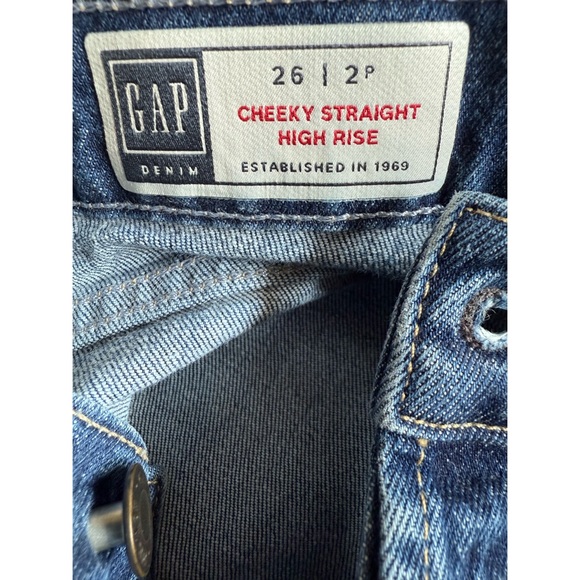 GAP
DENIM
26 | 2P
CHEEKY STRAIGHT
HIGH RISE
ESTABLISHED IN 1969